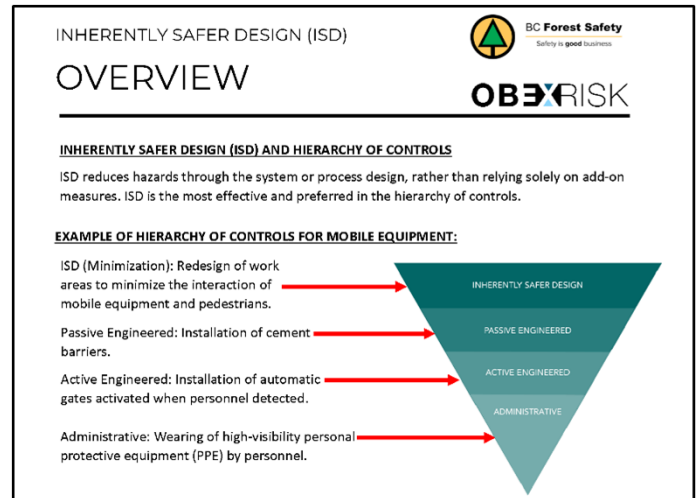 INHERENTLY SAFER DESIGN (ISD)
OVERVIEW
BC Forest Safety
Safety is good business
OBEXRISK
INHERENTLY SAFER DESIGN (ISD) AND HIERARCHY OF CONTROLS
ISD reduces hazards through the system or process design, rather than relying solely on add-on
measures. ISD is the most effective and preferred in the hierarchy of controls.
EXAMPLE OF HIERARCHY OF CONTROLS FOR MOBILE EQUIPMENT:
ISD (Minimization): Redesign of work
areas to minimize the interaction of
mobile equipment and pedestrians.
Passive Engineered: Installation of cement
barriers.
Active Engineered: Installation of automatic
gates activated when personnel detected.
Administrative: Wearing of high-visibility personal
protective equipment (PPE) by personnel.
INHERENTLY SAFER DESIGN
PASSIVE ENGINEERED
ACTIVE ENGINEERED
ADMINISTRATIVE